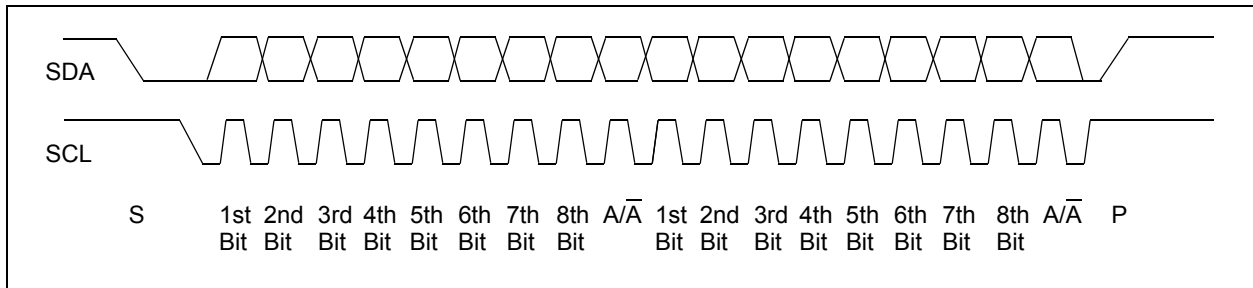 SDA
SCL
S 1st 2nd 3rd 4th 5th 6th 7th 8th A/A̅ 1st 2nd 3rd 4th 5th 6th 7th 8th A/A̅ P
Bit Bit Bit Bit Bit Bit Bit Bit Bit Bit Bit Bit Bit Bit Bit Bit